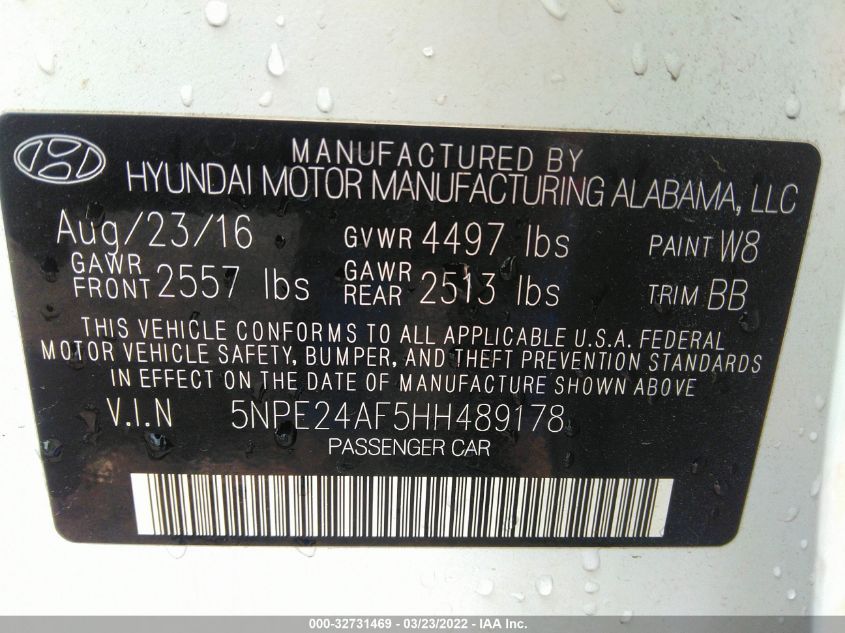 MANUFACTURED BY
HYUNDAI MOTOR MANUFACTURING ALABAMA, LLC
Aug/23/16 GVWR 4497 lbs PAINT W8
GAWR FRONT 2557 lbs GAWR REAR 2513 lbs TRIM BB
THIS VEHICLE CONFORMS TO ALL APPLICABLE U.S.A. FEDERAL
MOTOR VEHICLE SAFETY, BUMPER, AND THEFT PREVENTION STANDARDS
IN EFFECT ON THE DATE OF MANUFACTURE SHOWN ABOVE
V.I.N 5NPE24AF5HH489178
PASSENGER CAR
000-32731469 - 03/23/2022 - IAA Inc.